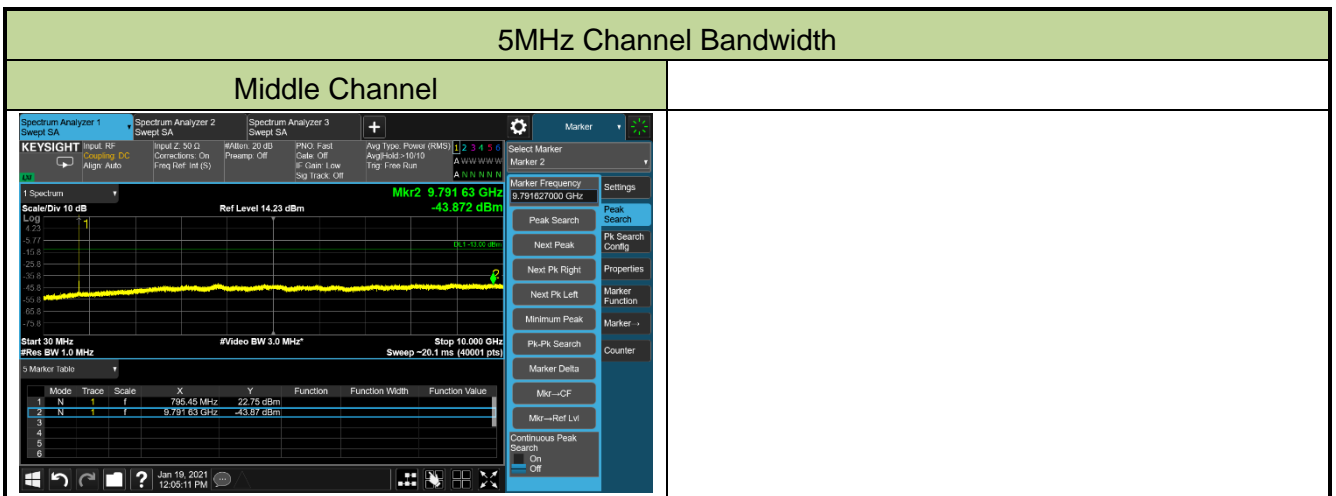 5MHz Channel Bandwidth
Middle Channel
Spectrum Analyzer 1
Swept SA
Spectrum Analyzer 2
Swept SA
Spectrum Analyzer 3
Swept SA
Marker
KEYSIGHT
Input: RF
Coupling: DC
Align: Auto
Input Z: 50 Ω
Corrections: On
Freq Ref: Int (S)
#Atten: 20 dB
Preamp: Off
PNO: Fast
Gate: Off
IF Gain: Low
Sig Track: Off
Avg Type: Power (RMS)
Avg|Hold:>10/10
Trig: Free Run
1 2 3 4 5 6
A W W W W W
A N N N N N
Select Marker
Marker 2
1 Spectrum
Mkr2 9.791 63 GHz
Scale/Div 10 dB
Ref Level 14.23 dBm
-43.872 dBm
Log
4.23
-5.77
-15.8
-25.8
-35.8
-45.8
-55.8
-65.8
-75.8
1
DL1 -13.00 dBm
2
Start 30 MHz
#Video BW 3.0 MHz*
Stop 10.000 GHz
#Res BW 1.0 MHz
Sweep ~20.1 ms (40001 pts)
5 Marker Table
Mode Trace Scale X Y Function Function Width Function Value
1 N 1 f 795.45 MHz 22.75 dBm
2 N 1 f 9.791 63 GHz -43.87 dBm
3
4
5
6
Marker Frequency
9.791627000 GHz
Peak Search
Next Peak
Next Pk Right
Next Pk Left
Minimum Peak
Pk-Pk Search
Marker Delta
Mkr→CF
Mkr→Ref Lvl
Continuous Peak
Search
On
Off
Settings
Peak
Search
Pk Search
Config
Properties
Marker
Function
Marker→
Counter
?
Jan 19, 2021
12:05:11 PM